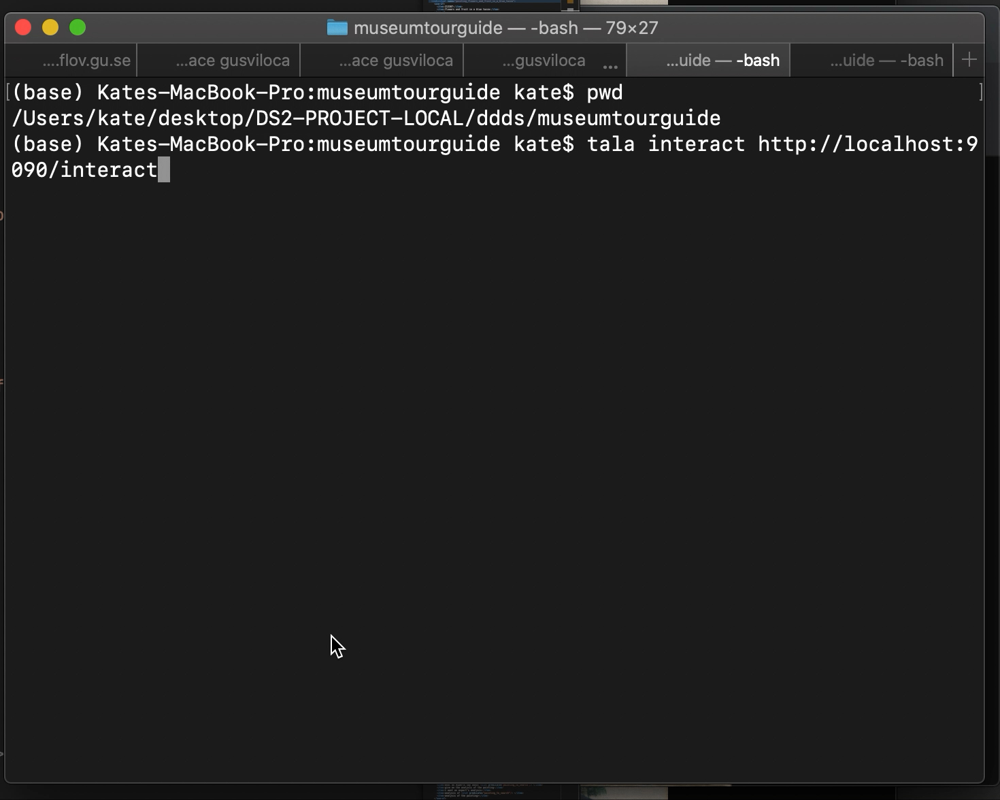 museumtourguide — -bash — 79×27
....flov.gu.se ...ace gusviloca ...ace gusviloca ...gusviloca ... ...uide — -bash ...uide — -bash +
[(base) Kates-MacBook-Pro:museumtourguide kate$ pwd ]
/Users/kate/desktop/DS2-PROJECT-LOCAL/ddds/museumtourguide
(base) Kates-MacBook-Pro:museumtourguide kate$ tala interact http://localhost:9
090/interact